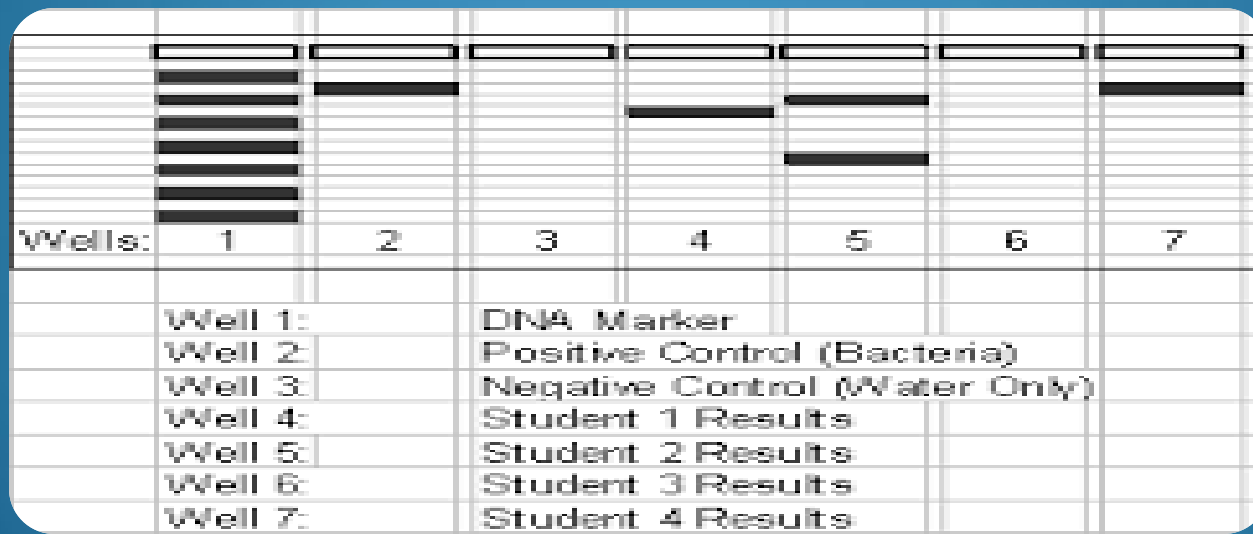 Wells: 1 2 3 4 5 6 7
Well 1: DNA Marker
Well 2: Positive Control (Bacteria)
Well 3: Negative Control (Water Only)
Well 4: Student 1 Results
Well 5: Student 2 Results
Well 6: Student 3 Results
Well 7: Student 4 Results